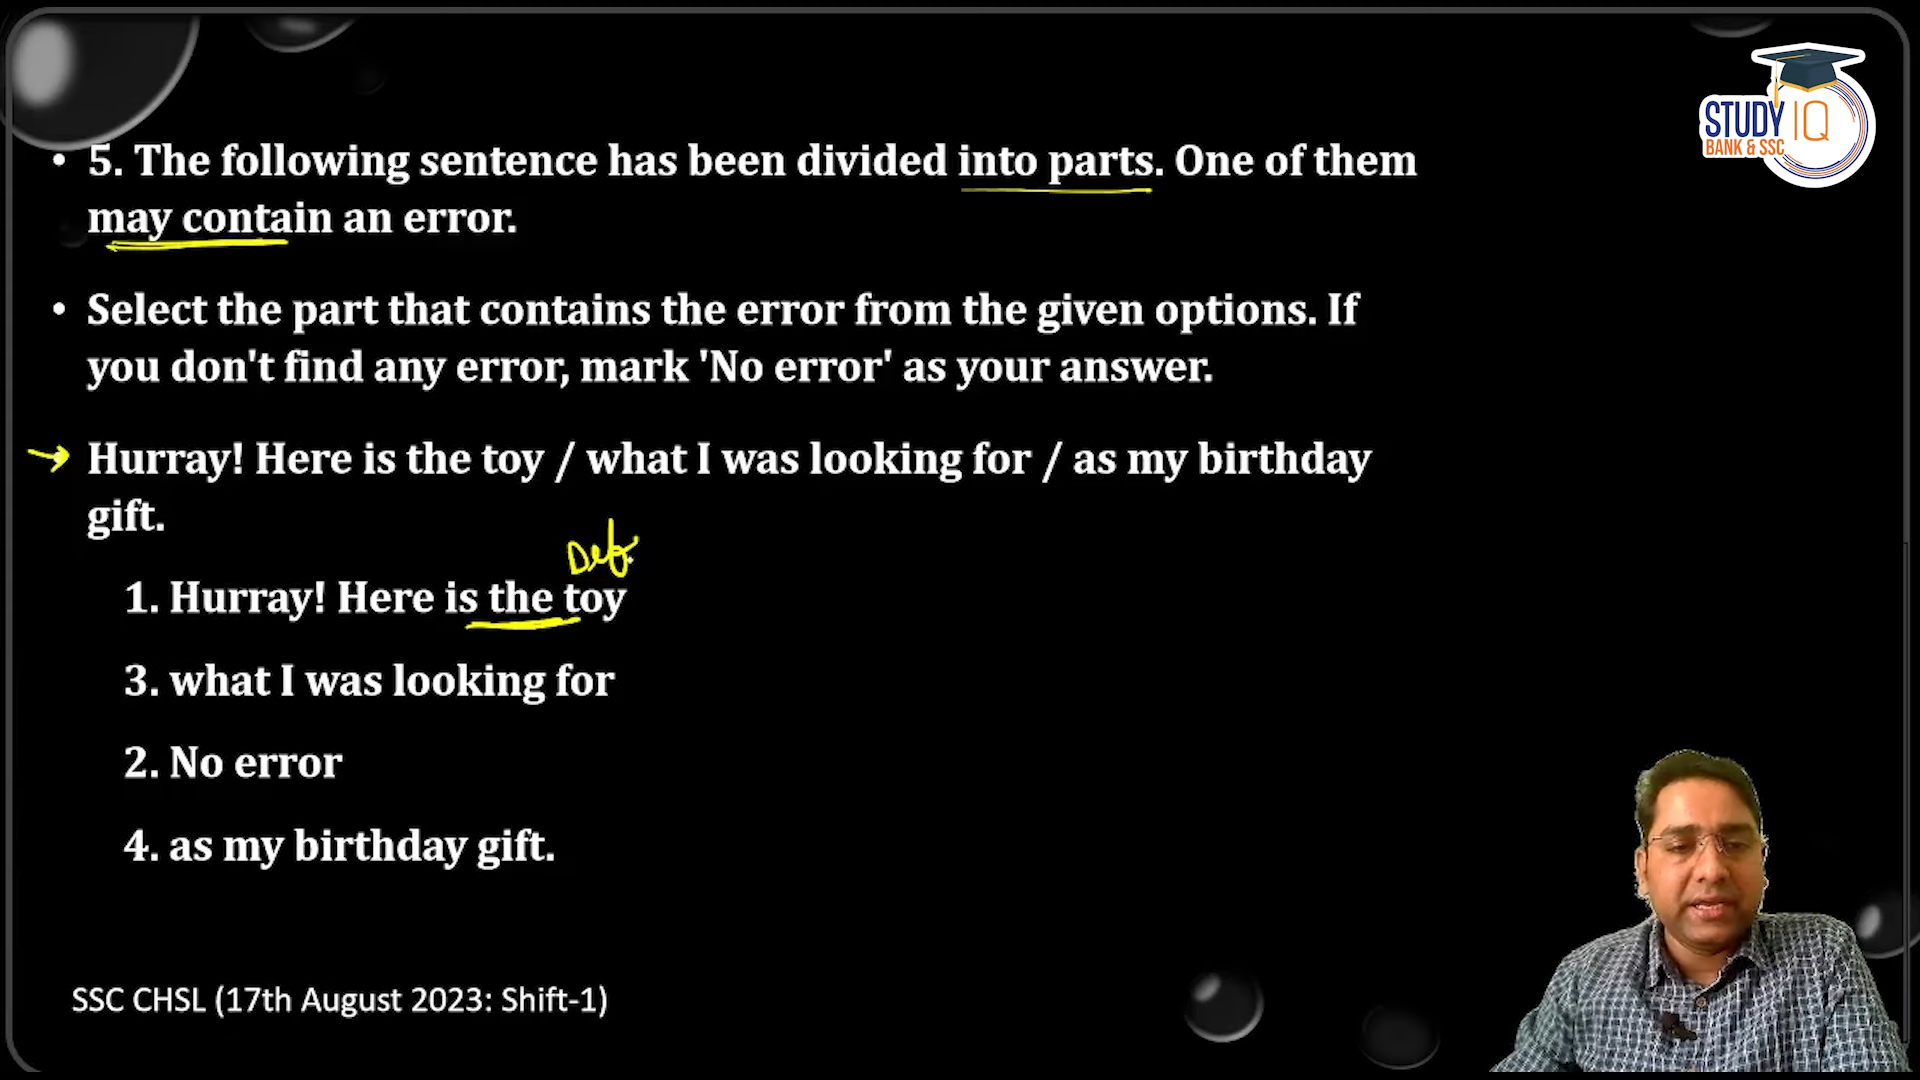 STUDY IQ
BANK & SSC
• 5. The following sentence has been divided into parts. One of them
may contain an error.
• Select the part that contains the error from the given options. If
you don't find any error, mark 'No error' as your answer.
Hurray! Here is the toy / what I was looking for / as my birthday
gift.
Def.
1. Hurray! Here is the toy
3. what I was looking for
2. No error
4. as my birthday gift.
SSC CHSL (17th August 2023: Shift-1)